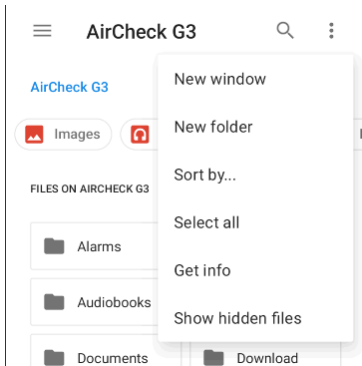 AirCheck G3
AirCheck G3
New window
New folder
Images
Sort by...
FILES ON AIRCHECK G3
Select all
Alarms
Get info
Audiobooks
Show hidden files
Documents
Download